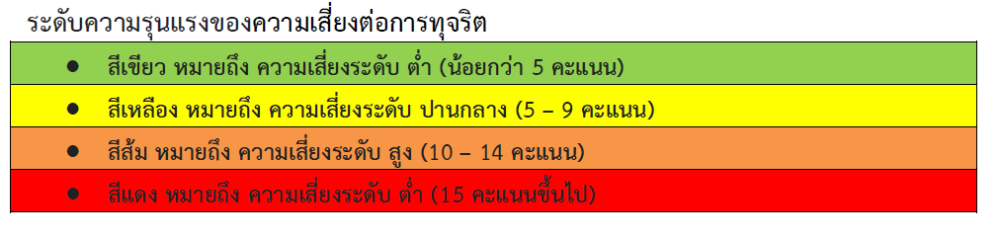 ระดับความรุนแรงของความเสี่ยงต่อการทุจริต
● สีเขียว หมายถึง ความเสี่ยงระดับ ต่ำ (น้อยกว่า 5 คะแนน)
● สีเหลือง หมายถึง ความเสี่ยงระดับ ปานกลาง (5 – 9 คะแนน)
● สีส้ม หมายถึง ความเสี่ยงระดับ สูง (10 – 14 คะแนน)
● สีแดง หมายถึง ความเสี่ยงระดับ ต่ำ (15 คะแนนขึ้นไป)